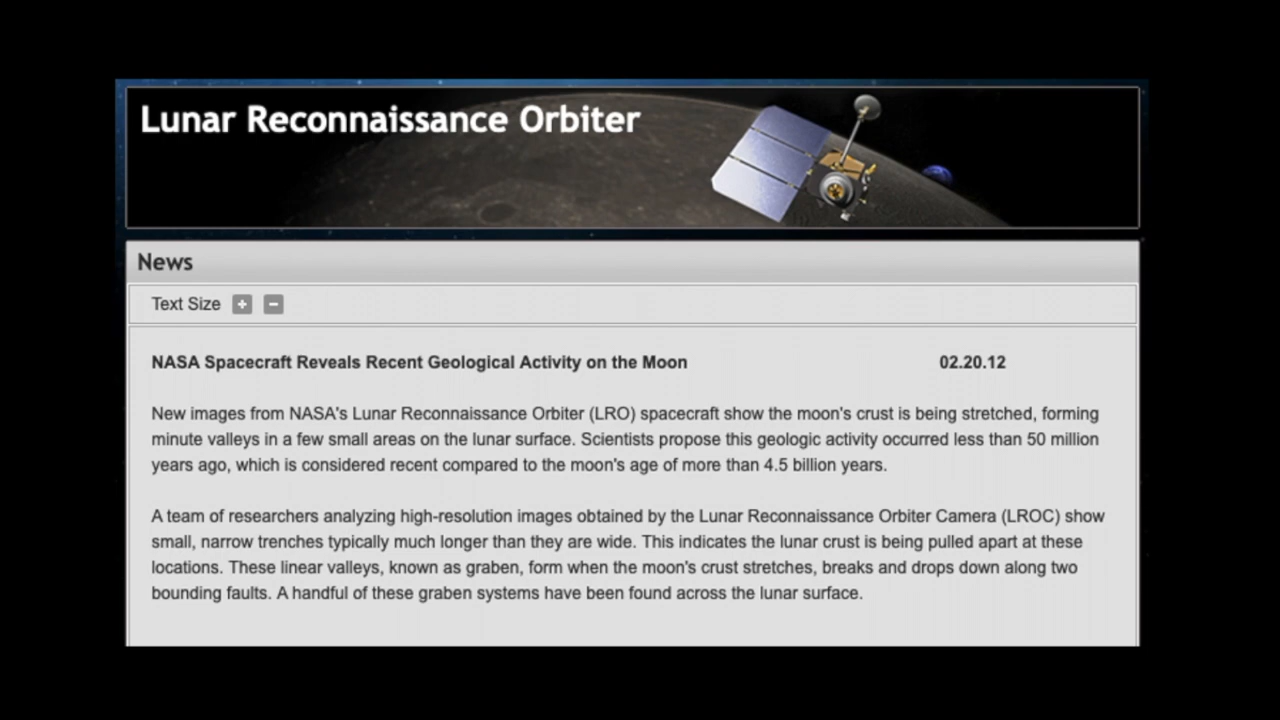 Lunar Reconnaissance Orbiter
News
Text Size + −
NASA Spacecraft Reveals Recent Geological Activity on the Moon 02.20.12
New images from NASA's Lunar Reconnaissance Orbiter (LRO) spacecraft show the moon's crust is being stretched, forming
minute valleys in a few small areas on the lunar surface. Scientists propose this geologic activity occurred less than 50 million
years ago, which is considered recent compared to the moon's age of more than 4.5 billion years.
A team of researchers analyzing high-resolution images obtained by the Lunar Reconnaissance Orbiter Camera (LROC) show
small, narrow trenches typically much longer than they are wide. This indicates the lunar crust is being pulled apart at these
locations. These linear valleys, known as graben, form when the moon's crust stretches, breaks and drops down along two
bounding faults. A handful of these graben systems have been found across the lunar surface.